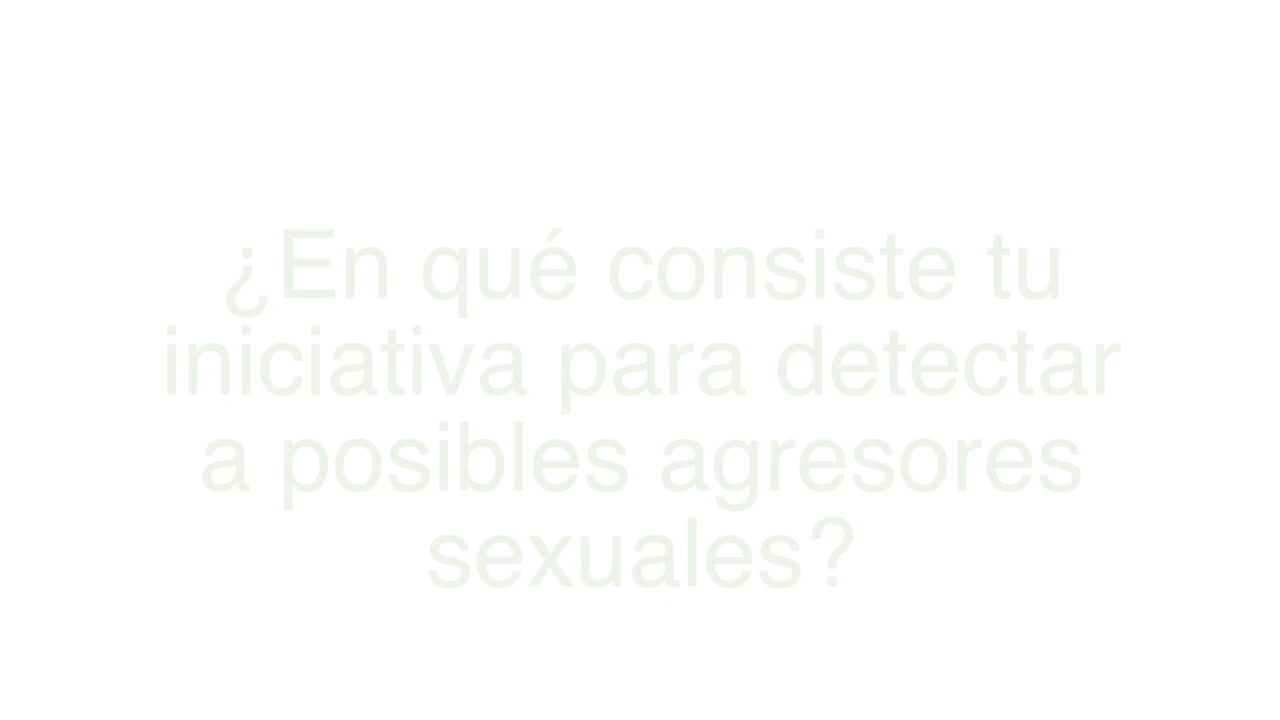 ¿En qué consiste tu
iniciativa para detectar
a posibles agresores
sexuales?